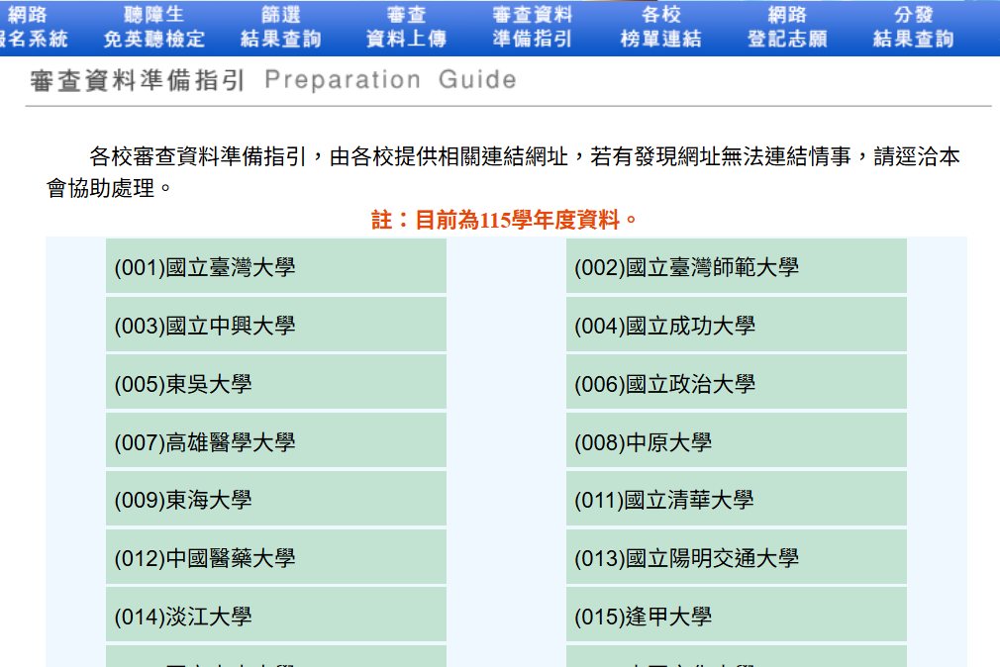 網路 聽障生 篩選 審查 審查資料 各校 網路 分發
名系統 免英聽檢定 結果查詢 資料上傳 準備指引 榜單連結 登記志願 結果查詢
審查資料準備指引 Preparation Guide
各校審查資料準備指引，由各校提供相關連結網址，若有發現網址無法連結情事，請逕洽本
會協助處理。
註：目前為115學年度資料。
(001)國立臺灣大學 (002)國立臺灣師範大學
(003)國立中興大學 (004)國立成功大學
(005)東吳大學 (006)國立政治大學
(007)高雄醫學大學 (008)中原大學
(009)東海大學 (011)國立清華大學
(012)中國醫藥大學 (013)國立陽明交通大學
(014)淡江大學 (015)逢甲大學